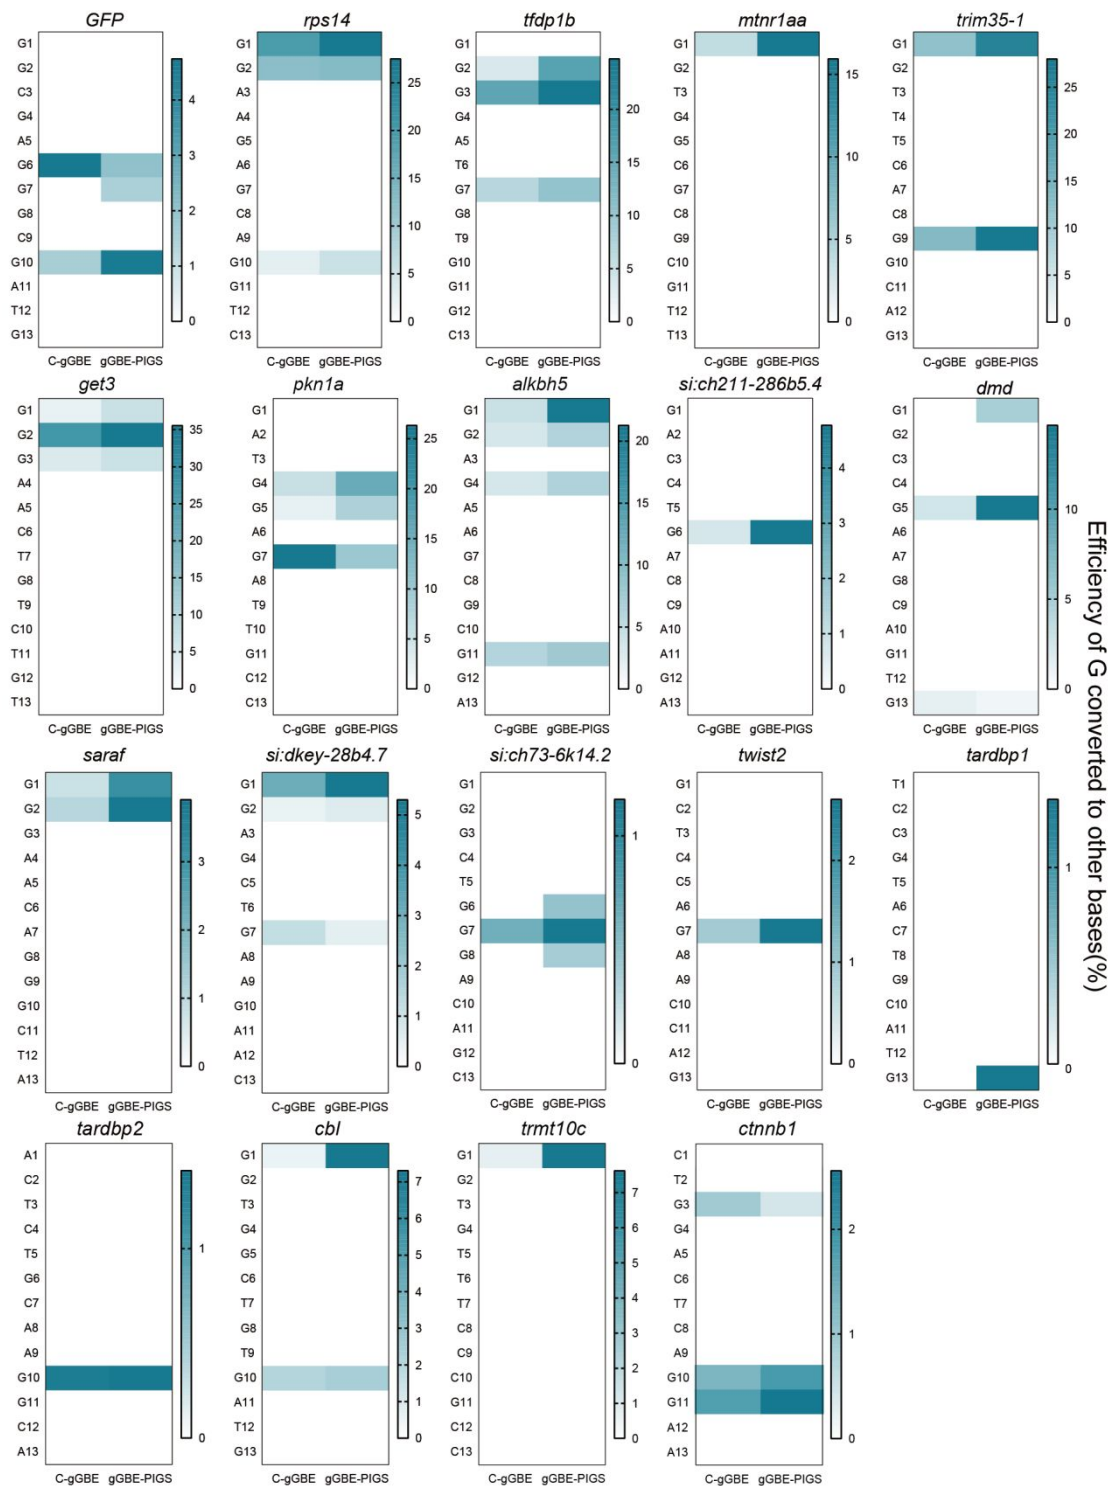 GFP
G1
G2
C3
G4
A5
G6
G7
G8
C9
G10
A11
T12
G13
4
3
2
1
0
C-gGBE gGBE-PIGS
rps14
G1
G2
A3
A4
G5
A6
G7
C8
A9
G10
G11
T12
C13
25
20
15
10
5
0
C-gGBE gGBE-PIGS
tfdp1b
G1
G2
G3
G4
A5
T6
G7
G8
T9
G10
G11
G12
C13
20
15
10
5
0
C-gGBE gGBE-PIGS
mtnr1aa
G1
G2
T3
G4
G5
C6
G7
C8
G9
C10
G11
T12
T13
15
10
5
0
C-gGBE gGBE-PIGS
trim35-1
G1
G2
T3
T4
T5
C6
A7
C8
G9
G10
C11
A12
G13
25
20
15
10
5
0
C-gGBE gGBE-PIGS
get3
G1
G2
G3
A4
A5
C6
T7
G8
T9
C10
T11
G12
T13
35
30
25
20
15
10
5
0
C-gGBE gGBE-PIGS
pkn1a
G1
A2
T3
G4
G5
A6
G7
A8
T9
T10
G11
C12
C13
25
20
15
10
5
0
C-gGBE gGBE-PIGS
alkbh5
G1
G2
A3
G4
A5
A6
G7
C8
G9
C10
G11
G12
A13
20
15
10
5
0
C-gGBE gGBE-PIGS
si:ch211-286b5.4
G1
A2
C3
C4
T5
G6
A7
C8
C9
A10
A11
G12
A13
4
3
2
1
0
C-gGBE gGBE-PIGS
dmd
G1
G2
C3
C4
G5
A6
A7
G8
C9
A10
G11
T12
G13
10
5
0
C-gGBE gGBE-PIGS
saraf
G1
G2
G3
A4
A5
C6
A7
G8
G9
G10
C11
T12
A13
3
2
1
0
C-gGBE gGBE-PIGS
si:dkey-28b4.7
G1
G2
A3
G4
C5
T6
G7
A8
A9
G10
A11
A12
C13
5
4
3
2
1
0
C-gGBE gGBE-PIGS
si:ch73-6k14.2
G1
G2
G3
C4
T5
G6
G7
G8
A9
C10
A11
G12
C13
1
0
C-gGBE gGBE-PIGS
twist2
G1
C2
T3
C4
C5
A6
G7
A8
A9
C10
C11
A12
G13
2
1
0
C-gGBE gGBE-PIGS
tardbp1
T1
C2
C3
G4
T5
A6
C7
T8
G9
C10
A11
T12
G13
1
0
C-gGBE gGBE-PIGS
tardbp2
A1
C2
T3
C4
T5
G6
C7
A8
A9
G10
G11
C12
A13
1
0
C-gGBE gGBE-PIGS
cbl
G1
G2
T3
G4
G5
C6
T7
G8
T9
G10
A11
T12
G13
7
6
5
4
3
2
1
0
C-gGBE gGBE-PIGS
trmt10c
G1
G2
T3
G4
T5
T6
T7
C8
C9
C10
G11
C12
C13
7
6
5
4
3
2
1
0
C-gGBE gGBE-PIGS
ctnnb1
C1
T2
G3
G4
A5
C6
T7
C8
A9
G10
G11
A12
A13
2
1
0
C-gGBE gGBE-PIGS
Efficiency of G converted to other bases(%)